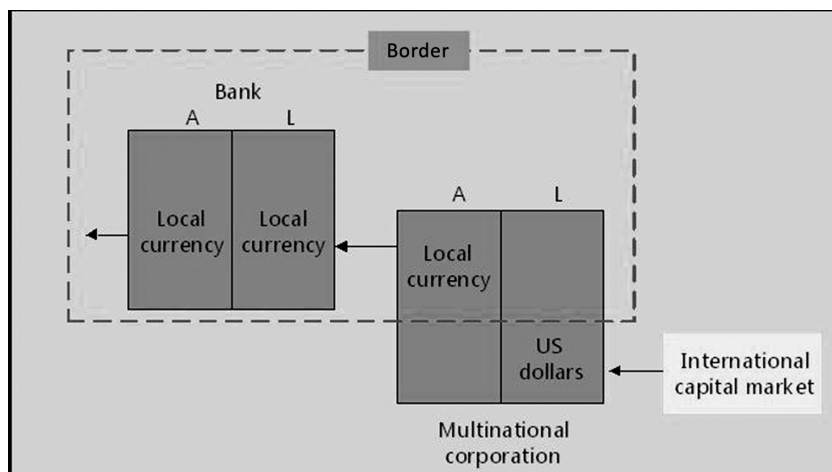 Border
Bank
A L
Local
currency
Local
currency
A L
Local
currency
US
dollars
International
capital market
Multinational
corporation